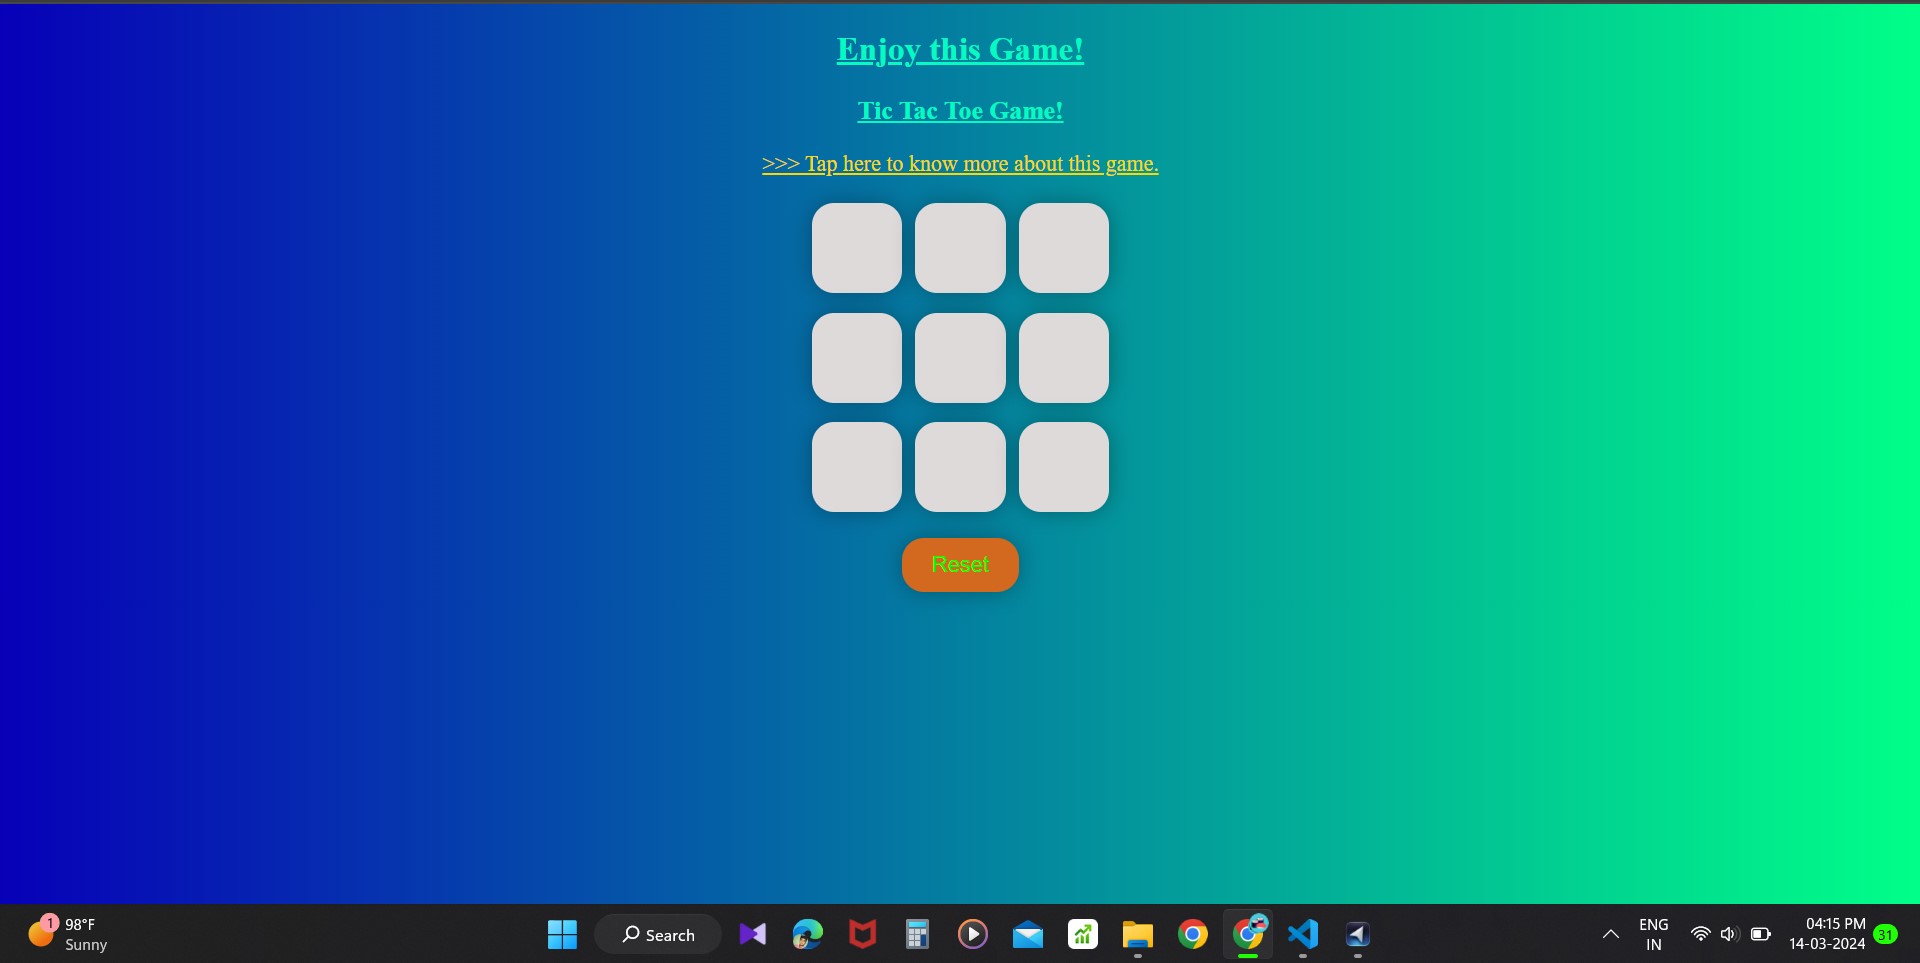 Enjoy this Game!
Tic Tac Toe Game!
>>> Tap here to know more about this game.
Reset
1
98°F
Sunny
Search
ENG
IN
04:15 PM
14-03-2024
31